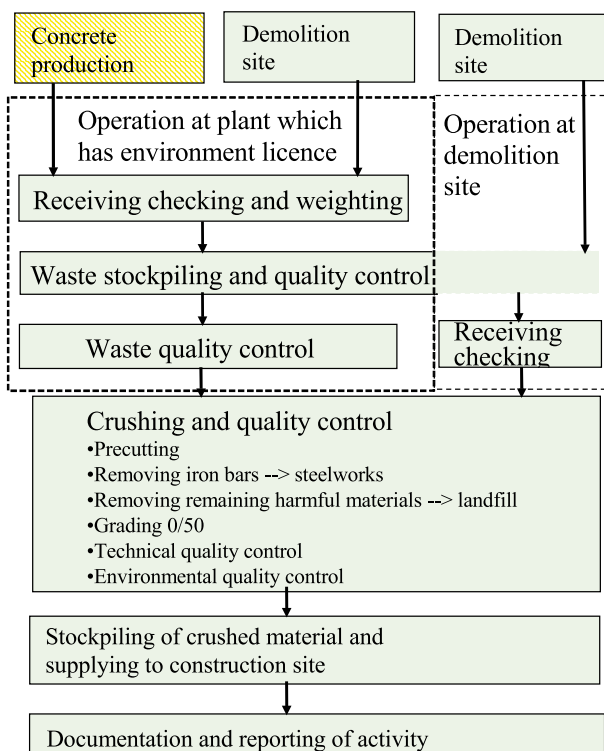 Concrete
production
Demolition
site
Demolition
site
Operation at plant which
has environment licence
Operation at
demolition
site
Receiving checking and weighting
Waste stockpiling and quality control
Waste quality control
Receiving
checking
Crushing and quality control
•Precutting
•Removing iron bars --> steelworks
•Removing remaining harmful materials --> landfill
•Grading 0/50
•Technical quality control
•Environmental quality control
Stockpiling of crushed material and
supplying to construction site
Documentation and reporting of activity